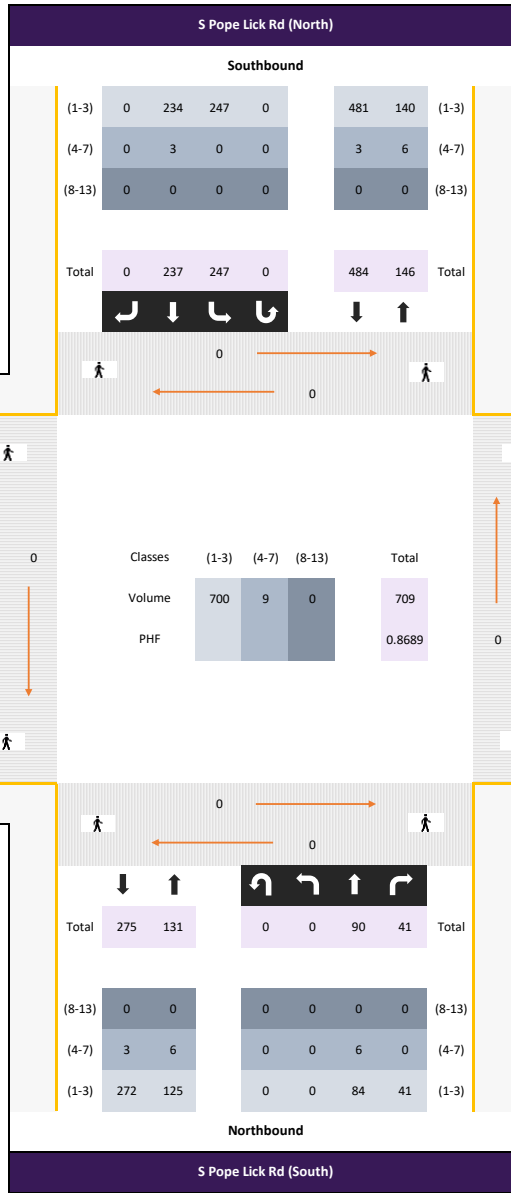 S Pope Lick Rd (North)
Southbound
(1-3) 0 234 247 0 481 140 (1-3)
(4-7) 0 3 0 0 3 6 (4-7)
(8-13) 0 0 0 0 0 0 (8-13)
Total 0 237 247 0 484 146 Total
0
0
0
Classes (1-3) (4-7) (8-13) Total
Volume 700 9 0 709
PHF 0.8689
0
0
0
Total 275 131 0 0 90 41 Total
(8-13) 0 0 0 0 0 0 (8-13)
(4-7) 3 6 0 0 6 0 (4-7)
(1-3) 272 125 0 0 84 41 (1-3)
Northbound
S Pope Lick Rd (South)